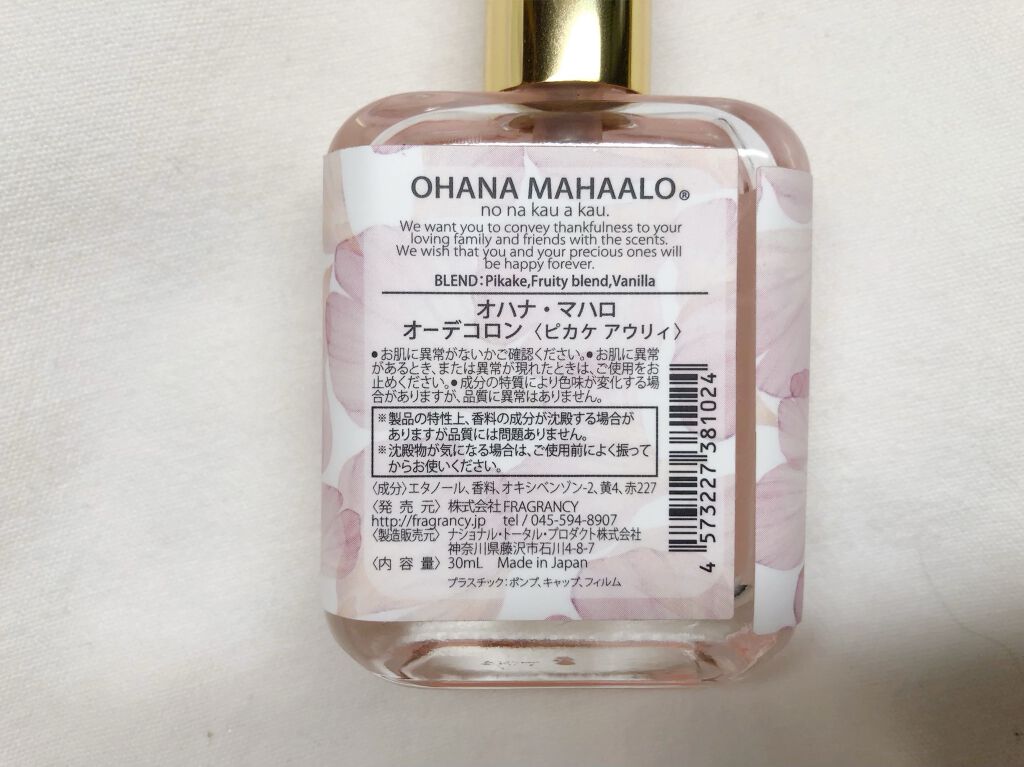 OHANA MAHAALO®
no na kau a kau.
We want you to convey thankfulness to your
loving family and friends with the scents.
We wish that you and your precious ones will
be happy forever.
BLEND:Pikake,Fruity blend,Vanilla
オハナ・マハロ
オーデコロン〈ピカケ アウリィ〉
●お肌に異常がないかご確認ください。●お肌に異常
があるとき、または異常が現れたときは、ご使用をお
止めください。●成分の特質により色味が変化する場
合がありますが、品質に異常はありません。
※製品の特性上、香料の成分が沈殿する場合が
ありますが品質には問題ありません。
※沈殿物が気になる場合は、ご使用前によく振って
からお使いください。
〈成分〉エタノール、香料、オキシベンゾン-2、黄4、赤227
〈発売元〉株式会社FRAGRANCY
http://fragrancy.jp tel / 045-594-8907
〈製造販売元〉ナショナル・トータル・プロダクト株式会社
神奈川県藤沢市石川4-8-7
〈内容量〉30mL Made in Japan
プラスチック:ポンプ、キャップ、フィルム
4 573227 381024